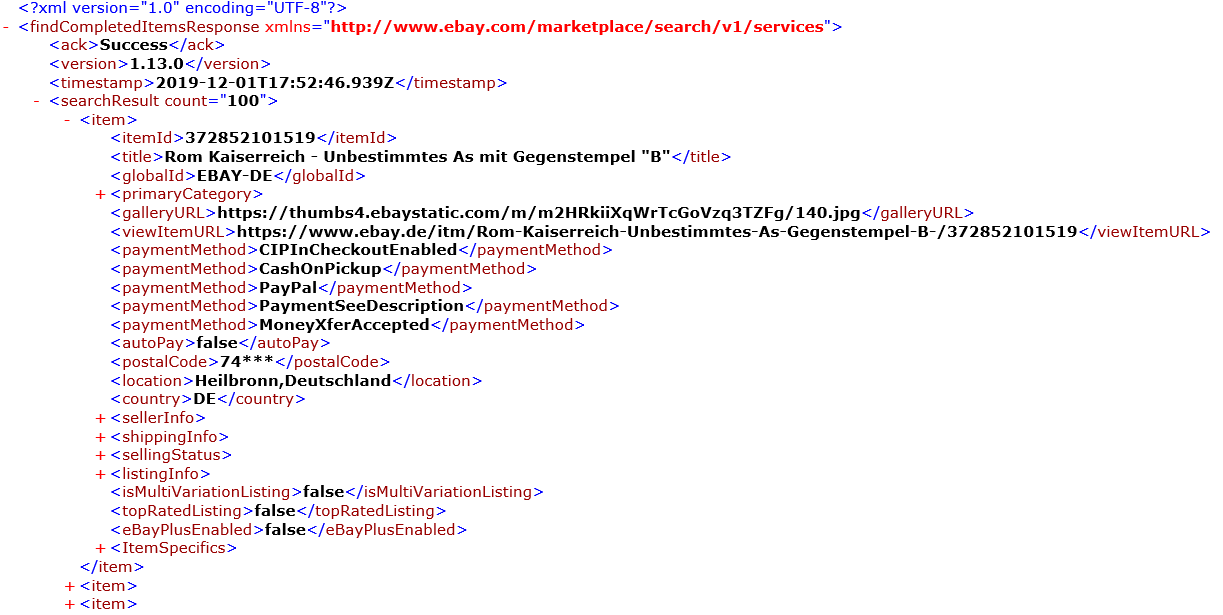 <?xml version="1.0" encoding="UTF-8"?>
- <findCompletedItemsResponse xmlns="http://www.ebay.com/marketplace/search/v1/services">
<ack>Success</ack>
<version>1.13.0</version>
<timestamp>2019-12-01T17:52:46.939Z</timestamp>
- <searchResult count="100">
- <item>
<itemId>372852101519</itemId>
<title>Rom Kaiserreich - Unbestimmtes As mit Gegenstempel "B"</title>
<globalId>EBAY-DE</globalId>
+ <primaryCategory>
<galleryURL>https://thumbs4.ebaystatic.com/m/m2HRkiiXqWrTcGoVzq3TZFg/140.jpg</galleryURL>
<viewItemURL>https://www.ebay.de/itm/Rom-Kaiserreich-Unbestimmtes-As-Gegenstempel-B-/372852101519</viewItemURL>
<paymentMethod>CIPInCheckoutEnabled</paymentMethod>
<paymentMethod>CashOnPickup</paymentMethod>
<paymentMethod>PayPal</paymentMethod>
<paymentMethod>PaymentSeeDescription</paymentMethod>
<paymentMethod>MoneyXferAccepted</paymentMethod>
<autoPay>false</autoPay>
<postalCode>74***</postalCode>
<location>Heilbronn,Deutschland</location>
<country>DE</country>
+ <sellerInfo>
+ <shippingInfo>
+ <sellingStatus>
+ <listingInfo>
<isMultiVariationListing>false</isMultiVariationListing>
<topRatedListing>false</topRatedListing>
<eBayPlusEnabled>false</eBayPlusEnabled>
+ <ItemSpecifics>
</item>
+ <item>
+ <item>